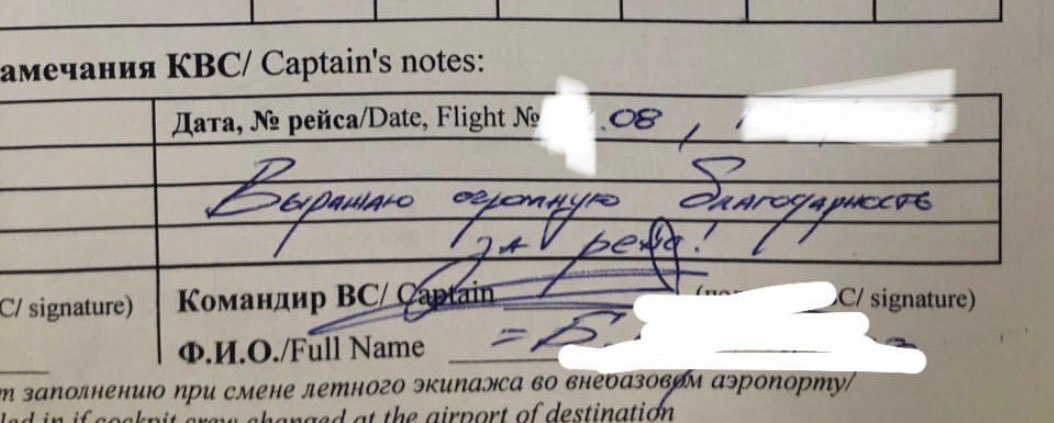 амечания КВС/ Captain's notes:
Дата, № рейса/Date, Flight № .08,
Выражаю огромную благодарность
за рейс!
С/ signature) Командир ВС/ Captain С/ signature)
Ф.И.О./Full Name = Б.
т заполнению при смене летного экипажа во внебазовом аэропорту/
led in if cockpit crew changed at the airport of destination